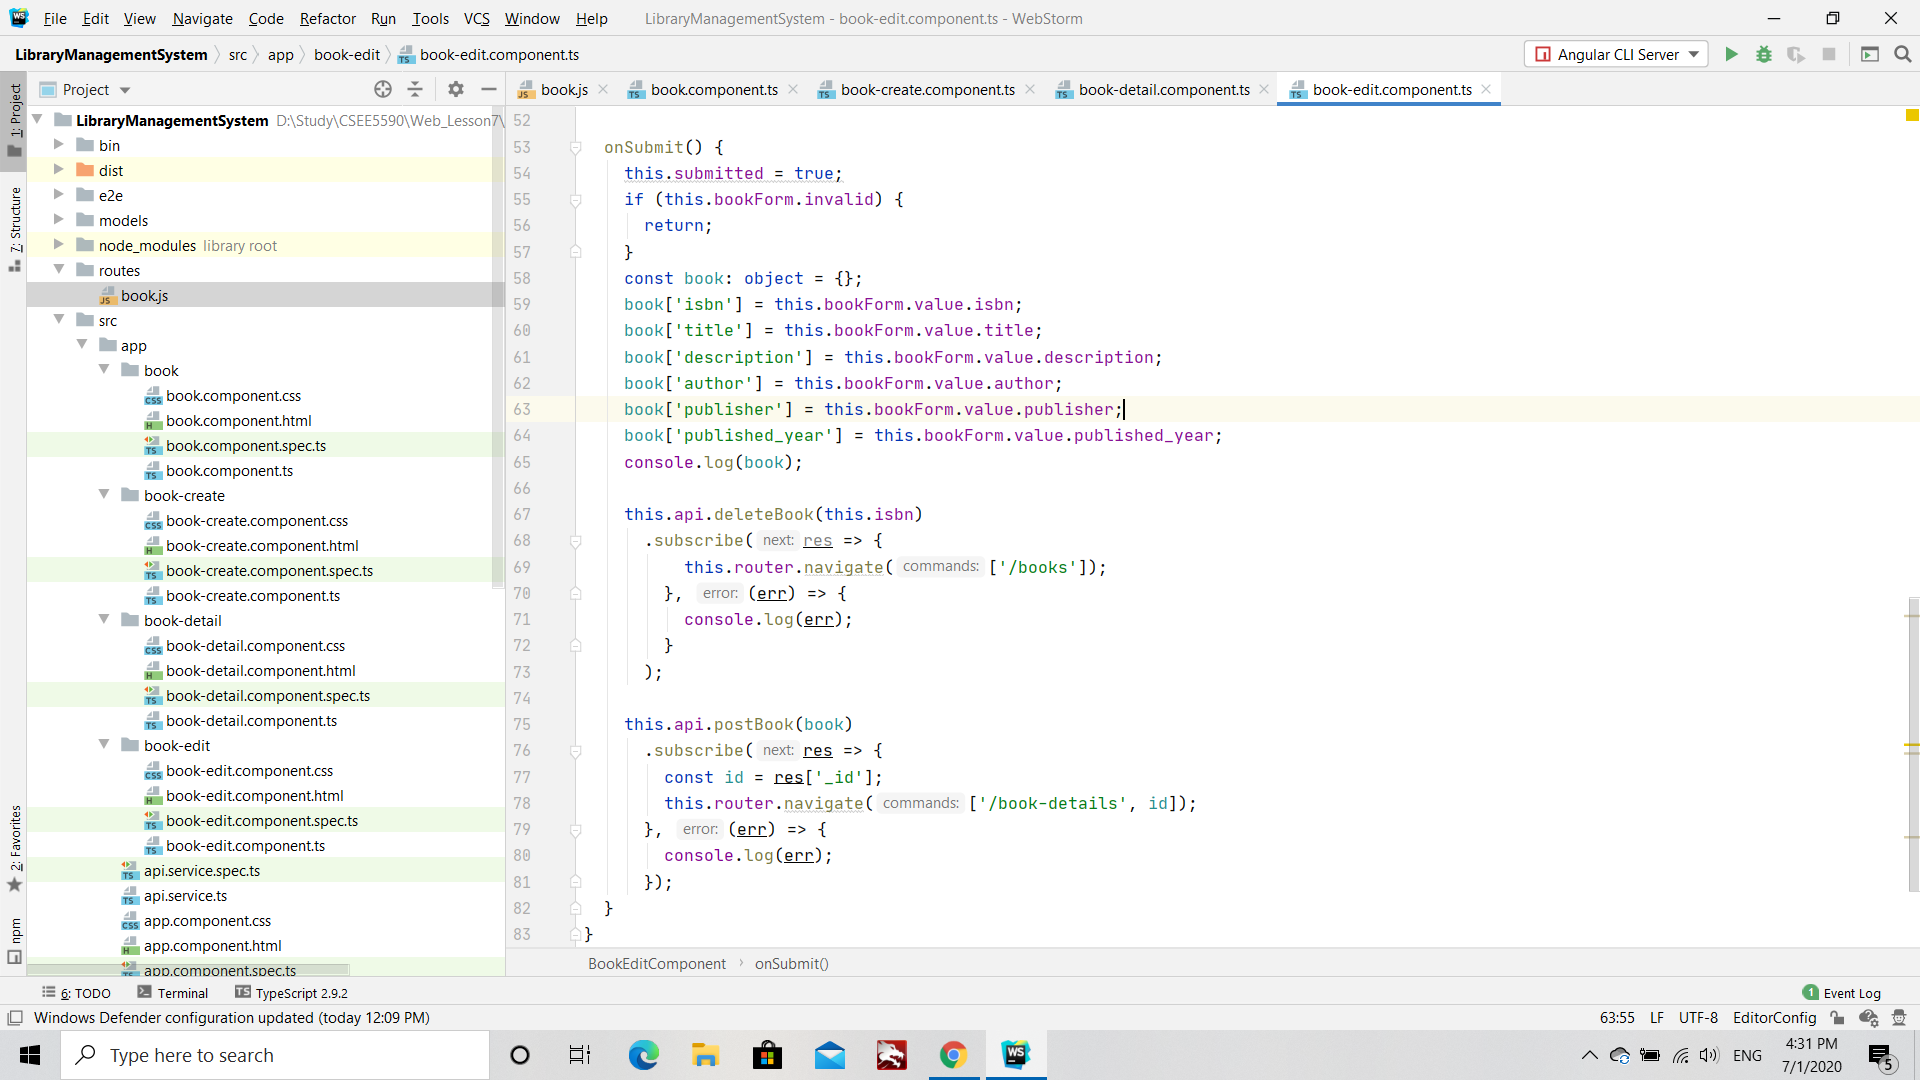 File Edit View Navigate Code Refactor Run Tools VCS Window Help LibraryManagementSystem - book-edit.component.ts - WebStorm
LibraryManagementSystem src app book-edit book-edit.component.ts Angular CLI Server
Project book.js book.component.ts book-create.component.ts book-detail.component.ts book-edit.component.ts
1: Project
7: Structure
2: Favorites
npm
LibraryManagementSystem D:\Study\CSEE5590\Web_Lesson7\
bin
dist
e2e
models
node_modules library root
routes
book.js
src
app
book
book.component.css
book.component.html
book.component.spec.ts
book.component.ts
book-create
book-create.component.css
book-create.component.html
book-create.component.spec.ts
book-create.component.ts
book-detail
book-detail.component.css
book-detail.component.html
book-detail.component.spec.ts
book-detail.component.ts
book-edit
book-edit.component.css
book-edit.component.html
book-edit.component.spec.ts
book-edit.component.ts
api.service.spec.ts
api.service.ts
app.component.css
app.component.html
app.component.spec.ts
52
53 onSubmit() {
54 this.submitted = true;
55 if (this.bookForm.invalid) {
56 return;
57 }
58 const book: object = {};
59 book['isbn'] = this.bookForm.value.isbn;
60 book['title'] = this.bookForm.value.title;
61 book['description'] = this.bookForm.value.description;
62 book['author'] = this.bookForm.value.author;
63 book['publisher'] = this.bookForm.value.publisher;
64 book['published_year'] = this.bookForm.value.published_year;
65 console.log(book);
66
67 this.api.deleteBook(this.isbn)
68 .subscribe( next: res => {
69 this.router.navigate( commands: ['/books']);
70 }, error: (err) => {
71 console.log(err);
72 }
73 );
74
75 this.api.postBook(book)
76 .subscribe( next: res => {
77 const id = res['_id'];
78 this.router.navigate( commands: ['/book-details', id]);
79 }, error: (err) => {
80 console.log(err);
81 });
82 }
83 }
BookEditComponent onSubmit()
6: TODO Terminal TypeScript 2.9.2 1 Event Log
Windows Defender configuration updated (today 12:09 PM) 63:55 LF UTF-8 EditorConfig
Type here to search WS ENG 4:31 PM
7/1/2020 5